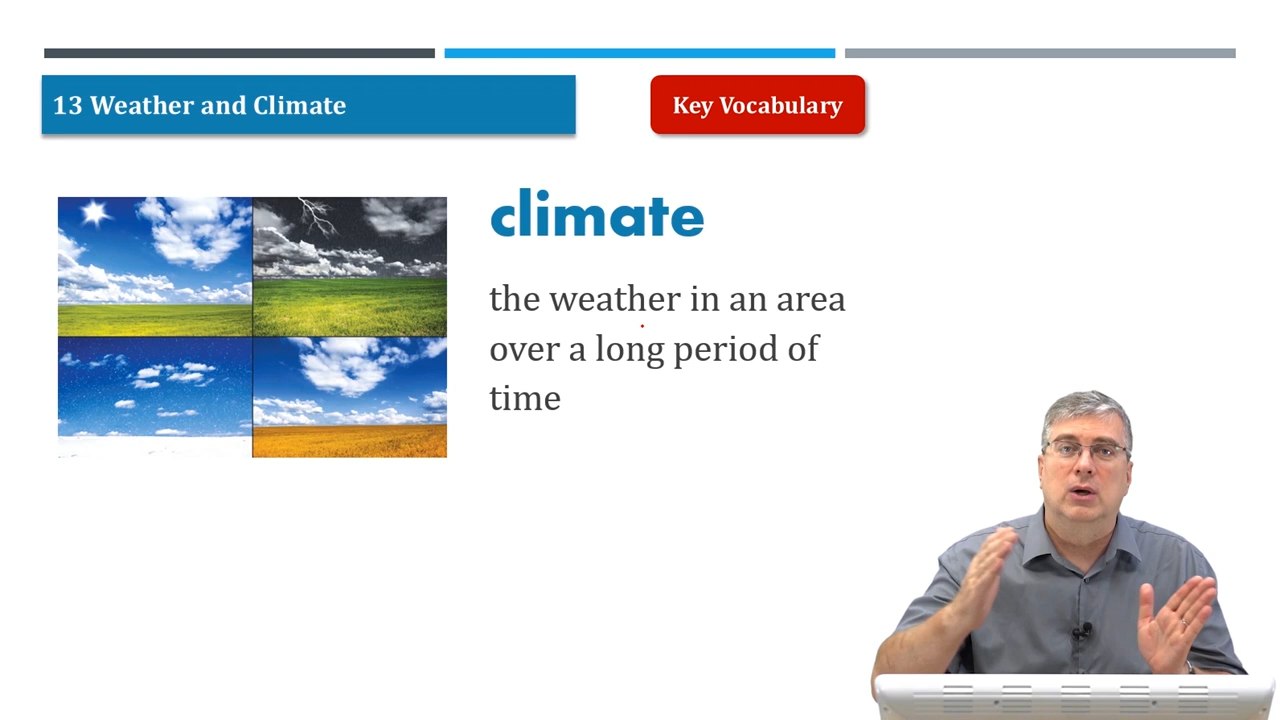 13 Weather and Climate
Key Vocabulary
climate
the weather in an area
over a long period of
time